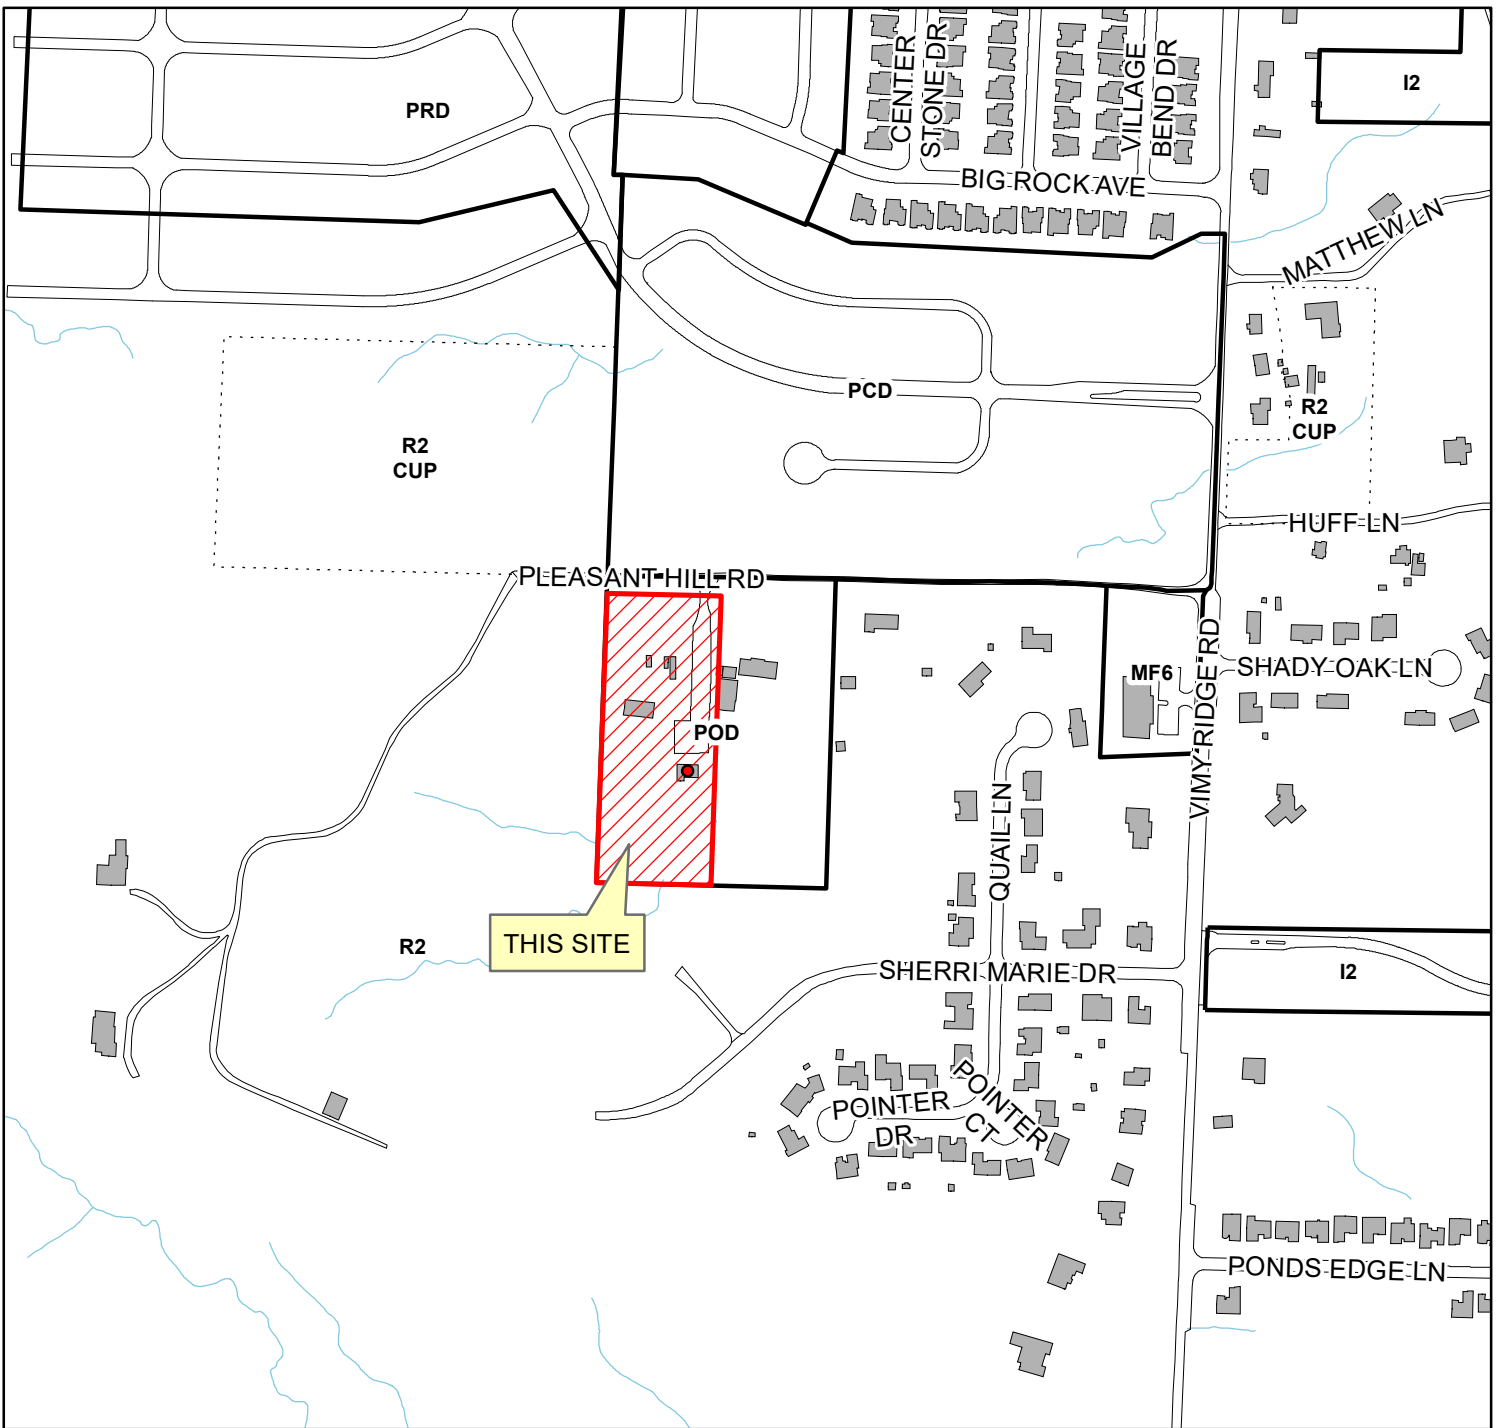 PRD
CENTER
STONE DR
VILLAGE
BEND DR
I2
BIG ROCK AVE
MATTHEW LN
PCD
R2
CUP
R2
CUP
HUFF LN
PLEASANT HILL RD
MF6
VIMY RIDGE RD
SHADY OAK LN
POD
QUAIL LN
THIS SITE
R2
SHERRI MARIE DR
I2
POINTER
DR
POINTER
CT
PONDS EDGE LN